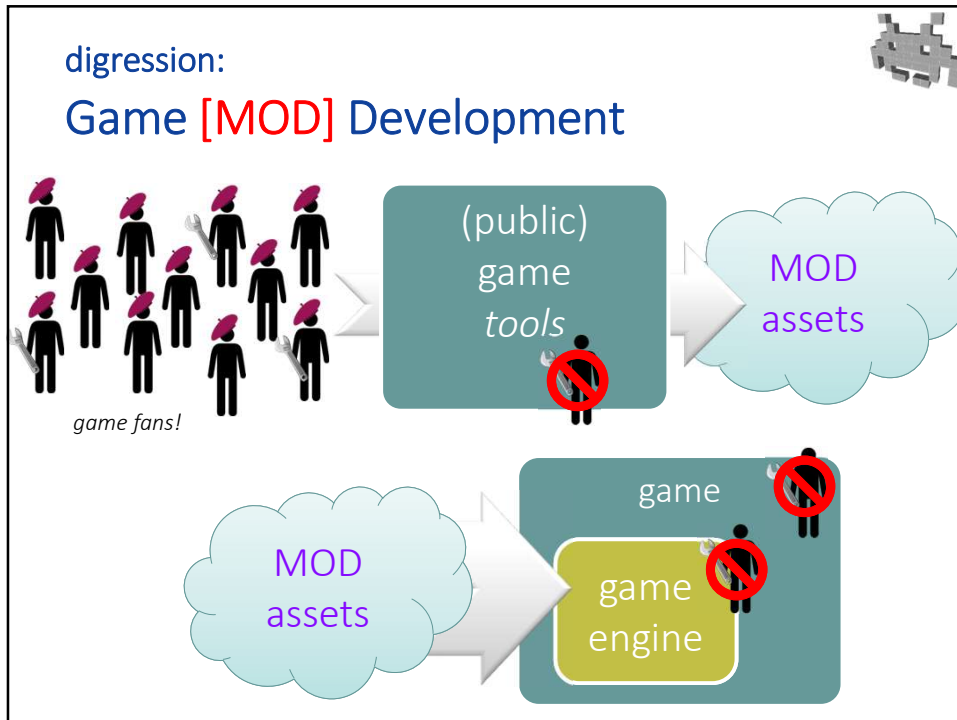 digression:
Game [MOD] Development
(public)
game
tools
MOD
assets
game fans!
game
MOD
assets
game
engine